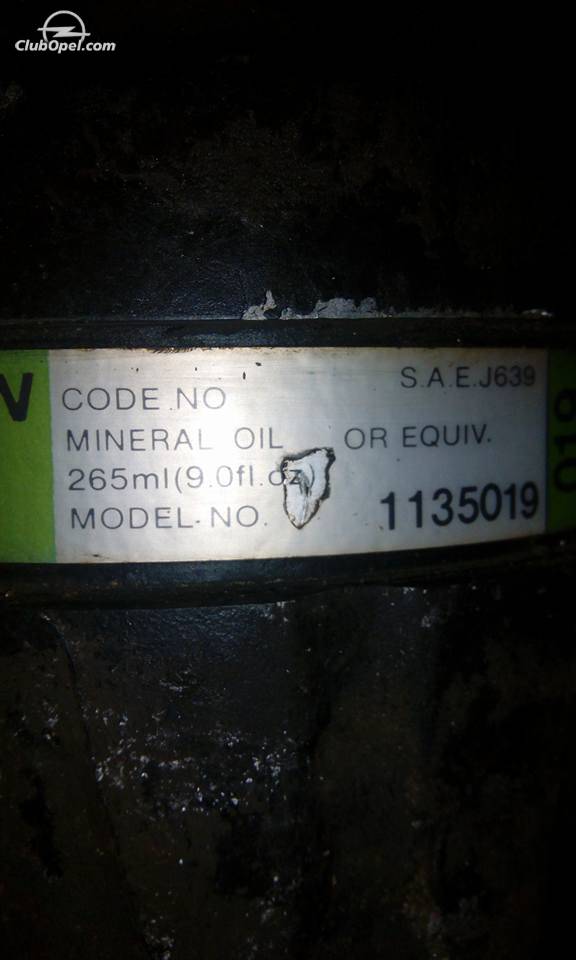 ClubOpel.com
S.A.E.J639
CODE NO
MINERAL OIL OR EQUIV.
265ml(9.0fl.oz)
MODEL NO. 1135019